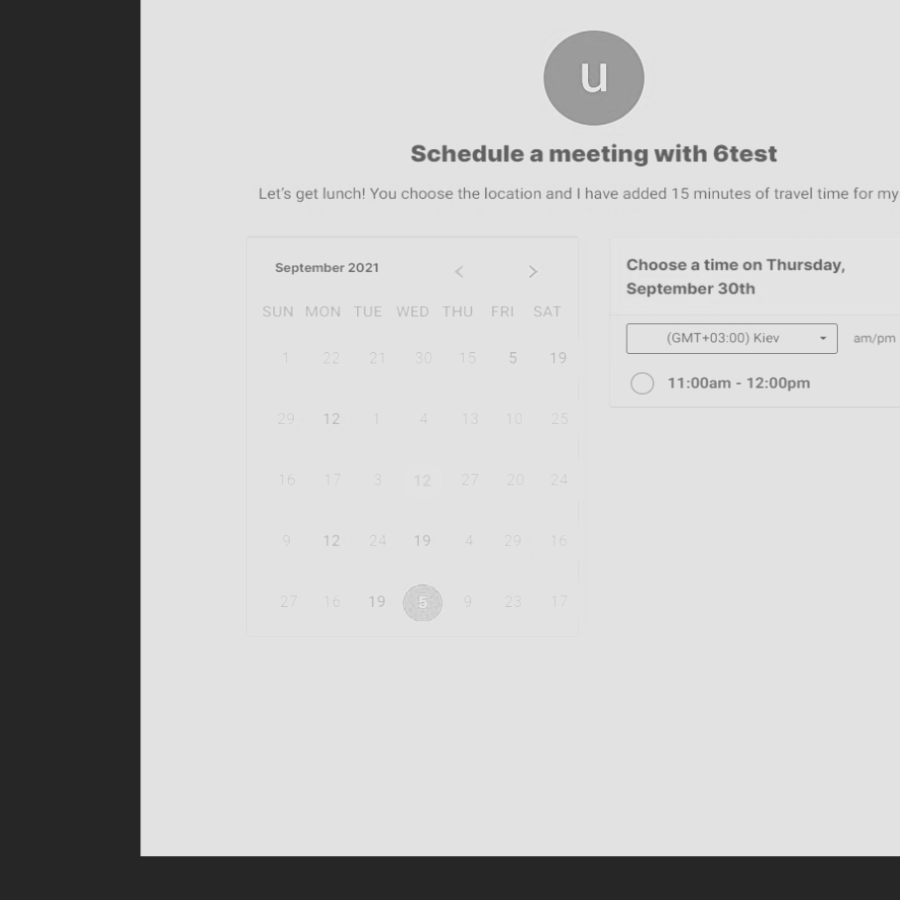 u
Schedule a meeting with 6test
Let's get lunch! You choose the location and I have added 15 minutes of travel time for my
September 2021 < >
SUN MON TUE WED THU FRI SAT
1 22 21 30 15 5 19
29 12 1 4 13 10 25
16 17 3 12 27 20 24
9 12 24 19 4 29 16
27 16 19 5 9 23 17
Choose a time on Thursday,
September 30th
(GMT+03:00) Kiev am/pm
11:00am - 12:00pm